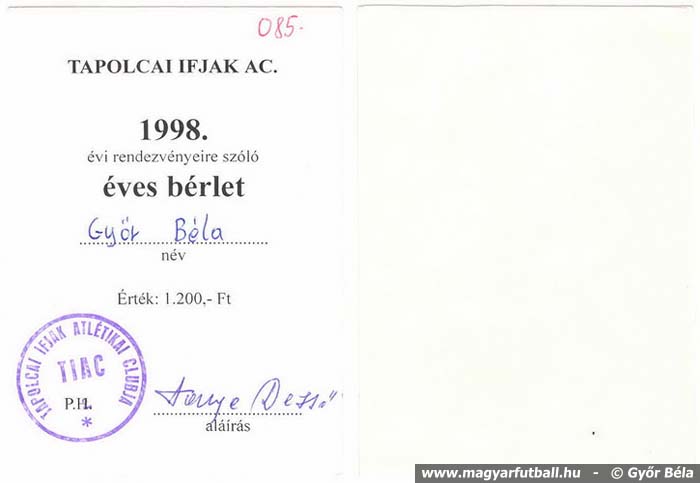 085.
TAPOLCAI IFJAK AC.
1998.
évi rendezvényeire szóló
éves bérlet
Győr Béla
név
Érték: 1.200,- Ft
TAPOLCAI IFJAK ATLÉTIKAI CLUBJA
TIAC
P.H.
*
Dezső
aláírás
www.magyarfutball.hu - © Győr Béla